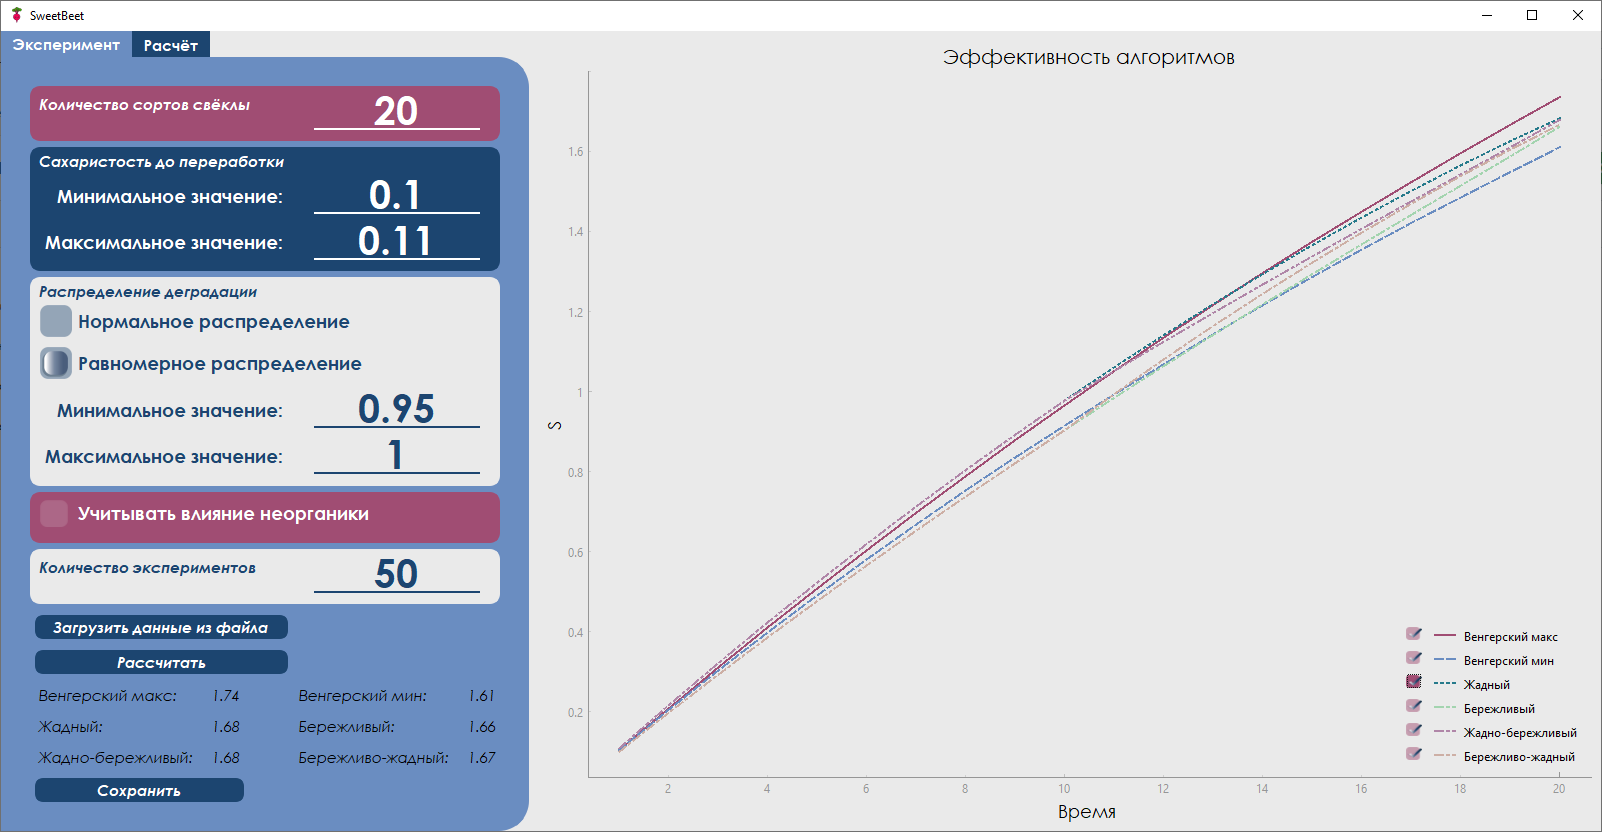 SweetBeet
Эксперимент
Расчёт
Количество сортов свёклы
20
Сахаристость до переработки
Минимальное значение:
0.1
Максимальное значение:
0.11
Распределение деградации
Нормальное распределение
Равномерное распределение
Минимальное значение:
0.95
Максимальное значение:
1
Учитывать влияние неорганики
Количество экспериментов
50
Загрузить данные из файла
Рассчитать
Венгерский макс: 1.74 Венгерский мин: 1.61
Жадный: 1.68 Бережливый: 1.66
Жадно-бережливый: 1.68 Бережливо-жадный: 1.67
Сохранить
Эффективность алгоритмов
1.6
1.4
1.2
1
0.8
0.6
0.4
0.2
S
2 4 6 8 10 12 14 16 18 20
Время
Венгерский макс
Венгерский мин
Жадный
Бережливый
Жадно-бережливый
Бережливо-жадный